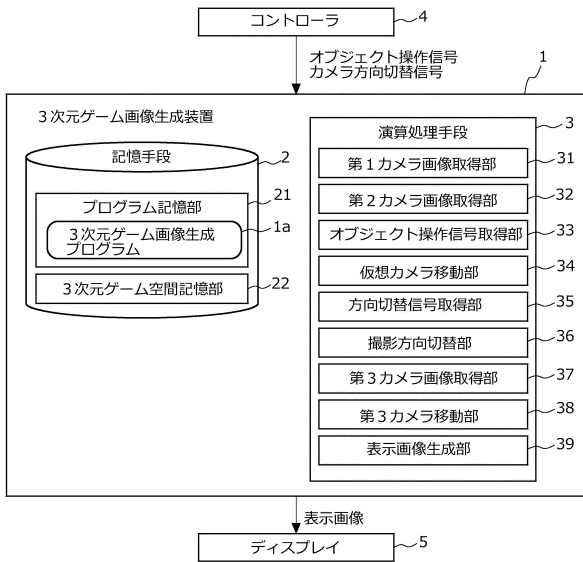 コントローラ
4
オブジェクト操作信号
カメラ方向切替信号
1
３次元ゲーム画像生成装置
記憶手段
2
プログラム記憶部
21
３次元ゲーム画像生成
プログラム
1a
３次元ゲーム空間記憶部
22
演算処理手段
3
第１カメラ画像取得部
31
第２カメラ画像取得部
32
オブジェクト操作信号取得部
33
仮想カメラ移動部
34
方向切替信号取得部
35
撮影方向切替部
36
第３カメラ画像取得部
37
第３カメラ移動部
38
表示画像生成部
39
表示画像
ディスプレイ
5